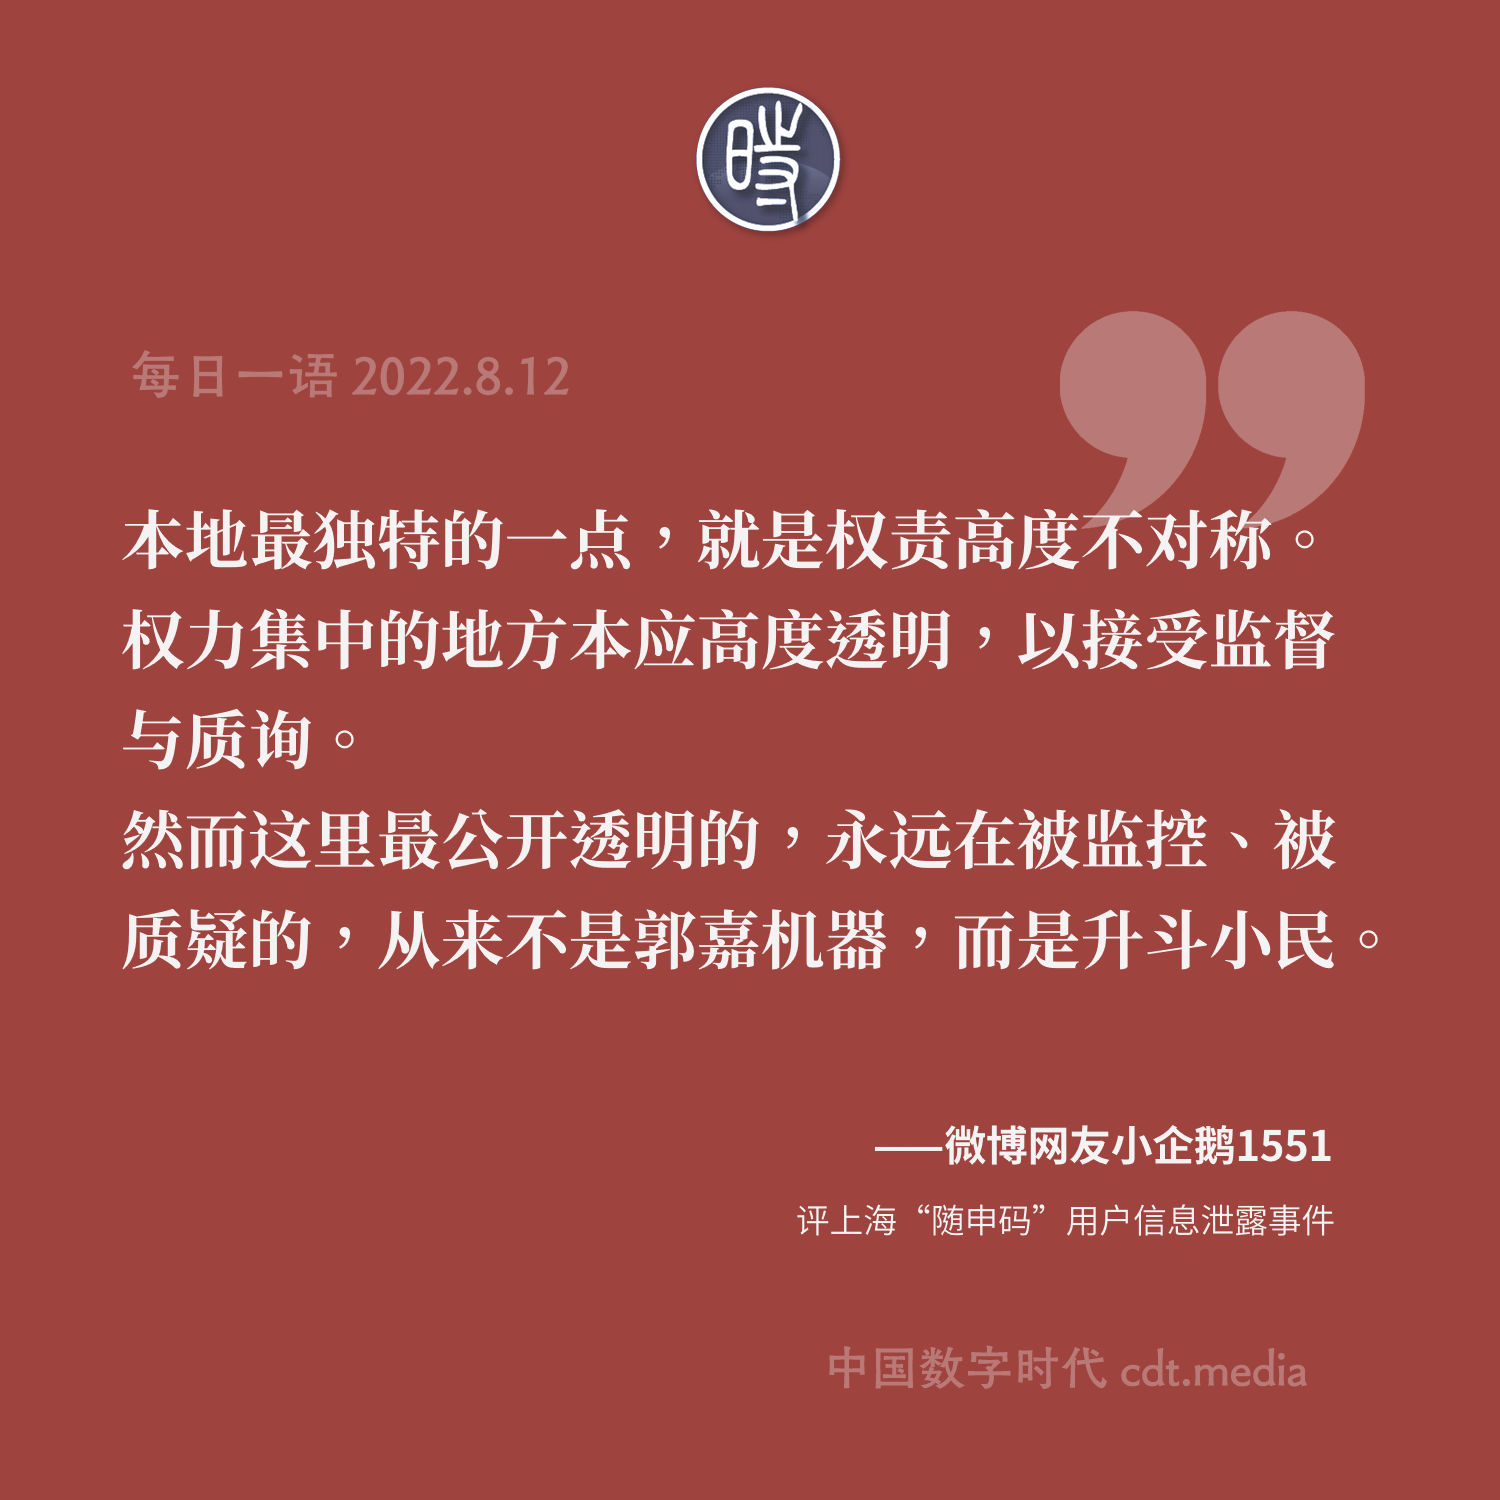 時
每日一语 2022.8.12
本地最独特的一点，就是权责高度不对称。
权力集中的地方本应高度透明，以接受监督
与质询。
然而这里最公开透明的，永远在被监控、被
质疑的，从来不是郭嘉机器，而是升斗小民。
——微博网友小企鹅1551
评上海“随申码”用户信息泄露事件
中国数字时代 cdt.media